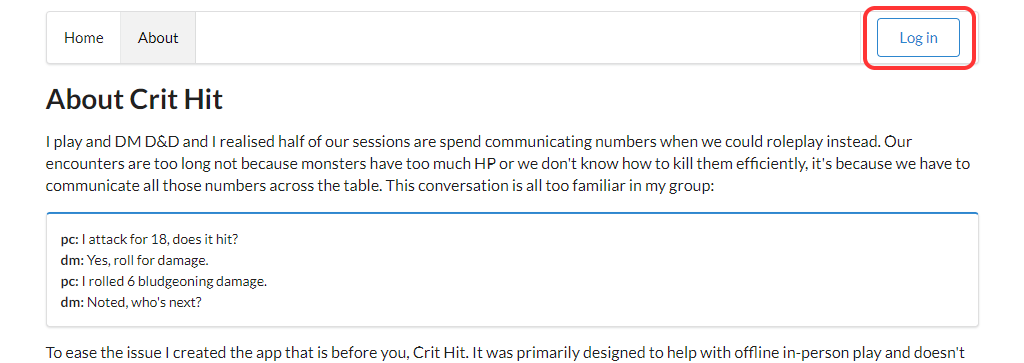 Home About Log in
About Crit Hit
I play and DM D&D and I realised half of our sessions are spend communicating numbers when we could roleplay instead. Our
encounters are too long not because monsters have too much HP or we don't know how to kill them efficiently, it's because we have to
communicate all those numbers across the table. This conversation is all too familiar in my group:
pc: I attack for 18, does it hit?
dm: Yes, roll for damage.
pc: I rolled 6 bludgeoning damage.
dm: Noted, who's next?
To ease the issue I created the app that is before you, Crit Hit. It was primarily designed to help with offline in-person play and doesn't